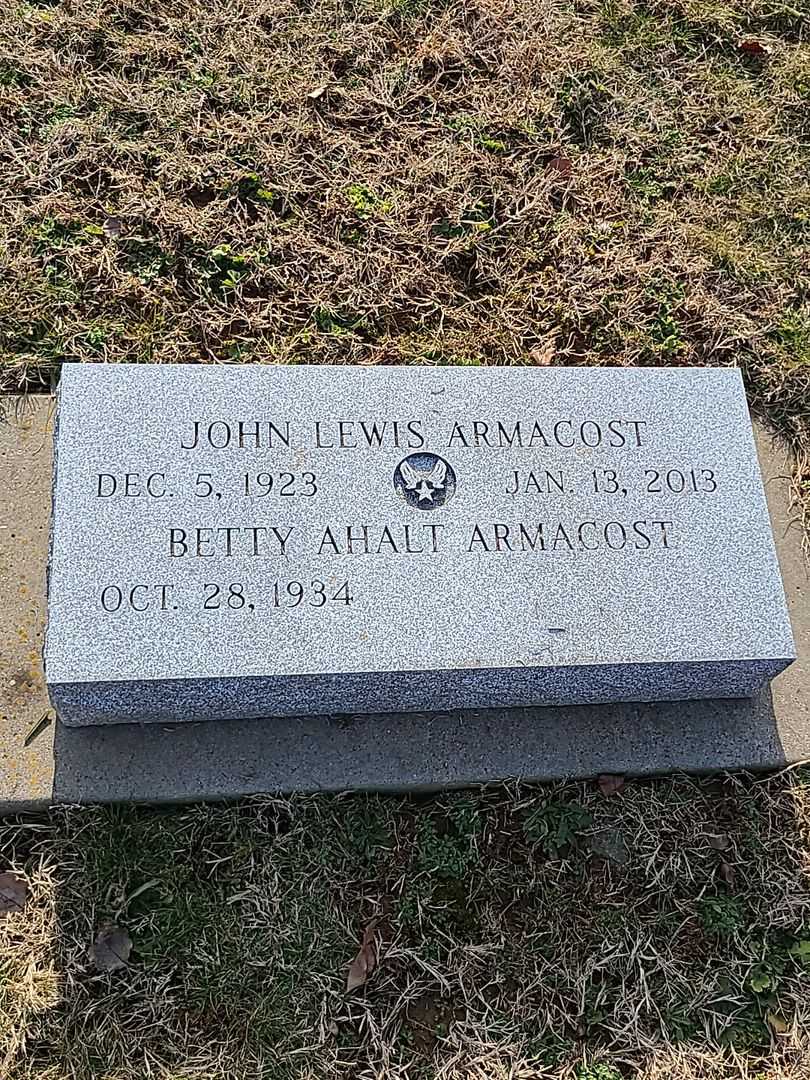 JOHN LEWIS ARMACOST
DEC. 5, 1923 JAN. 13, 2013
BETTY AHALT ARMACOST
OCT. 28, 1934